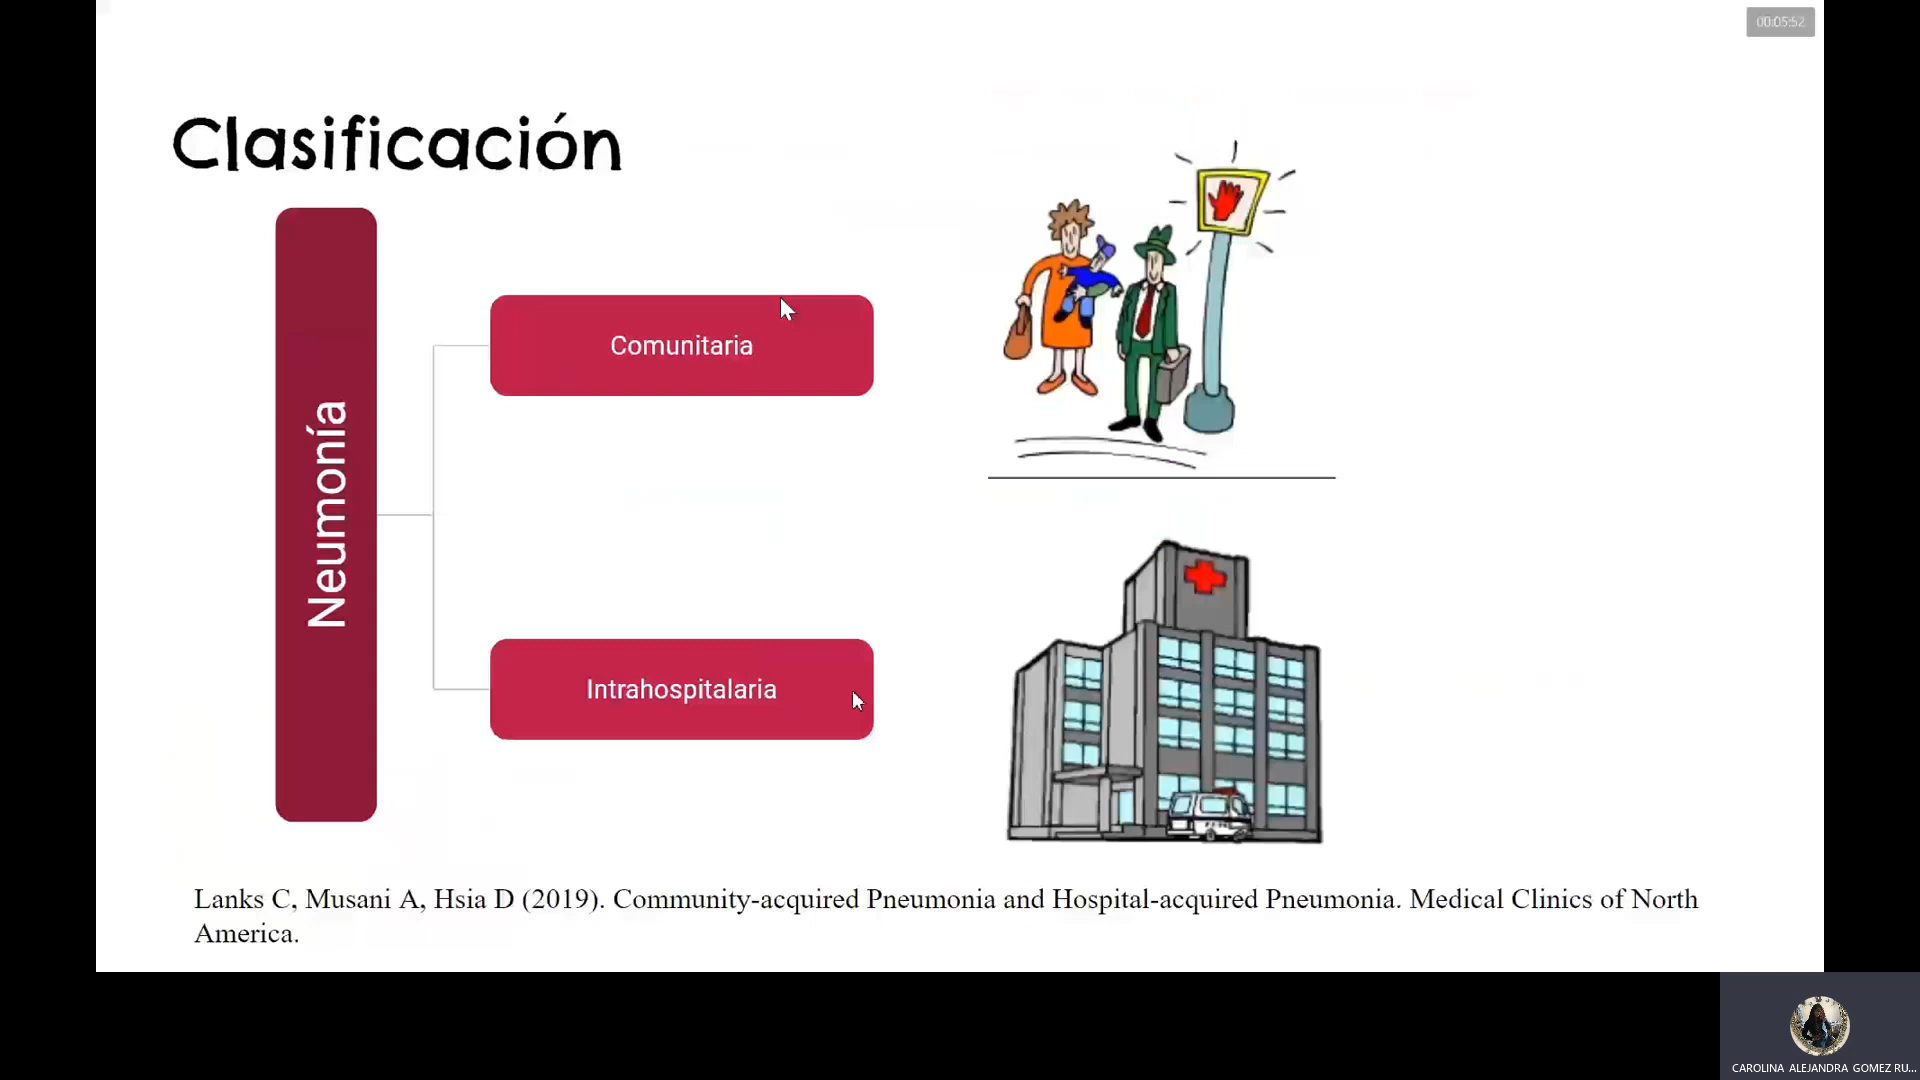 00:05:52
Clasificación
Neumonía
Comunitaria
Intrahospitalaria
Lanks C, Musani A, Hsia D (2019). Community-acquired Pneumonia and Hospital-acquired Pneumonia. Medical Clinics of North
America.
CAROLINA ALEJANDRA GOMEZ RU...